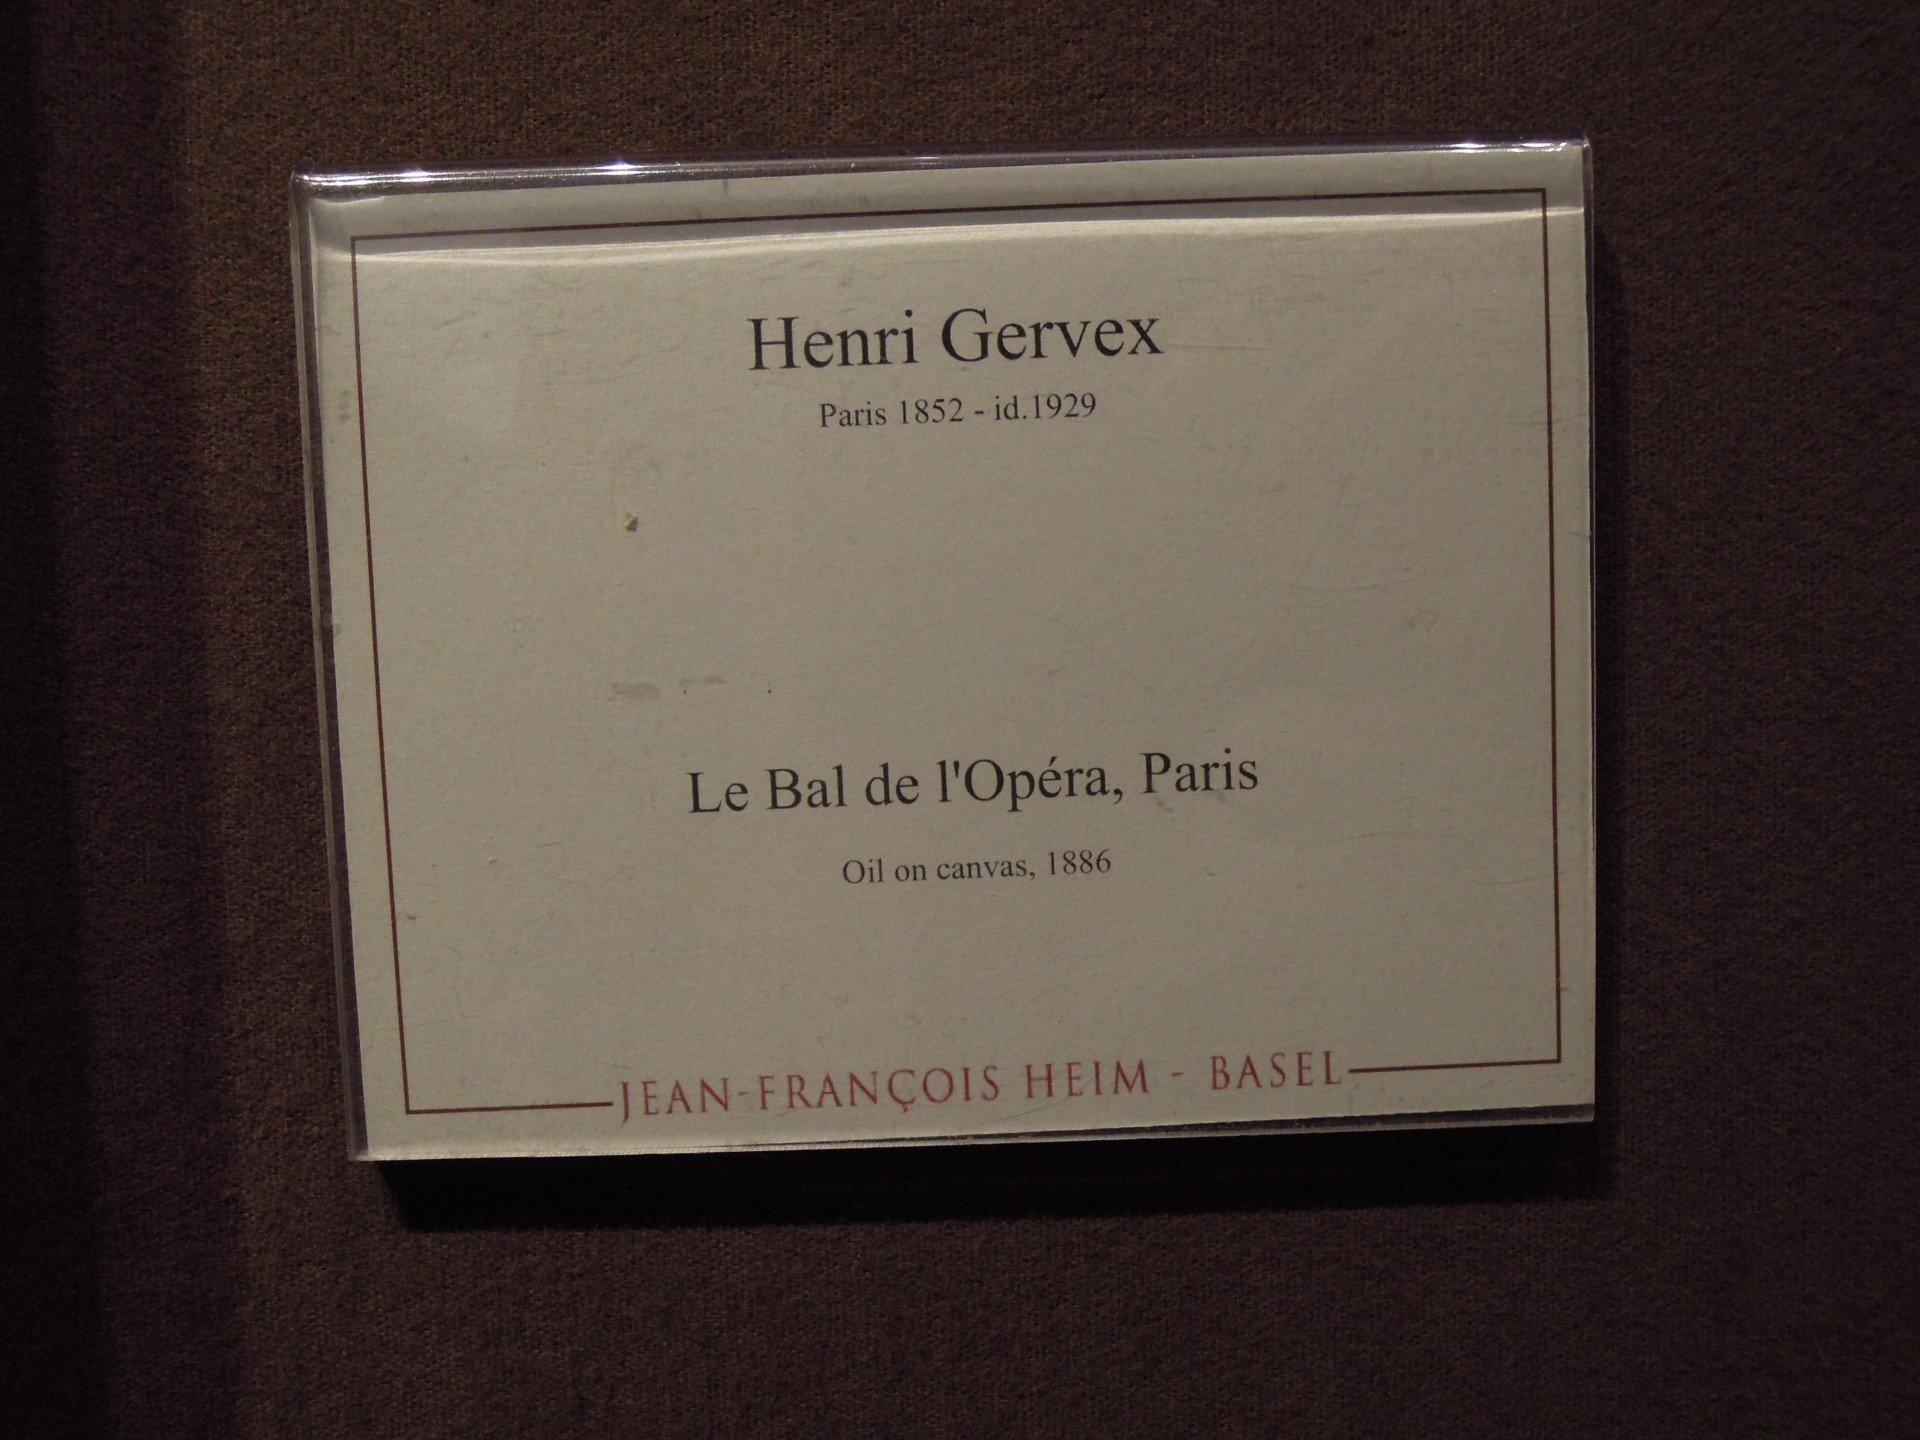 Henri Gervex
Paris 1852 - id.1929
Le Bal de l'Opéra, Paris
Oil on canvas, 1886
JEAN-FRANÇOIS HEIM - BASEL